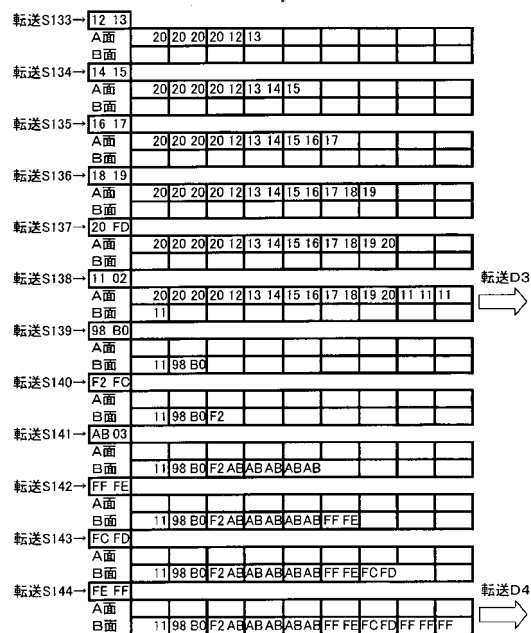 転送S133→ 12 13
A面 20 20 20 20 12 13
B面
転送S134→ 14 15
A面 20 20 20 20 12 13 14 15
B面
転送S135→ 16 17
A面 20 20 20 20 12 13 14 15 16 17
B面
転送S136→ 18 19
A面 20 20 20 20 12 13 14 15 16 17 18 19
B面
転送S137→ 20 FD
A面 20 20 20 20 12 13 14 15 16 17 18 19 20
B面
転送S138→ 11 02 転送D3
A面 20 20 20 20 12 13 14 15 16 17 18 19 20 11 11 11
B面 11
転送S139→ 98 B0
A面
B面 11 98 B0
転送S140→ F2 FC
A面
B面 11 98 B0 F2
転送S141→ AB 03
A面
B面 11 98 B0 F2 AB AB AB AB AB
転送S142→ FF FE
A面
B面 11 98 B0 F2 AB AB AB AB AB FF FE
転送S143→ FC FD
A面
B面 11 98 B0 F2 AB AB AB AB AB FF FE FC FD
転送S144→ FE FF 転送D4
A面
B面 11 98 B0 F2 AB AB AB AB AB FF FE FC FD FF FF FF